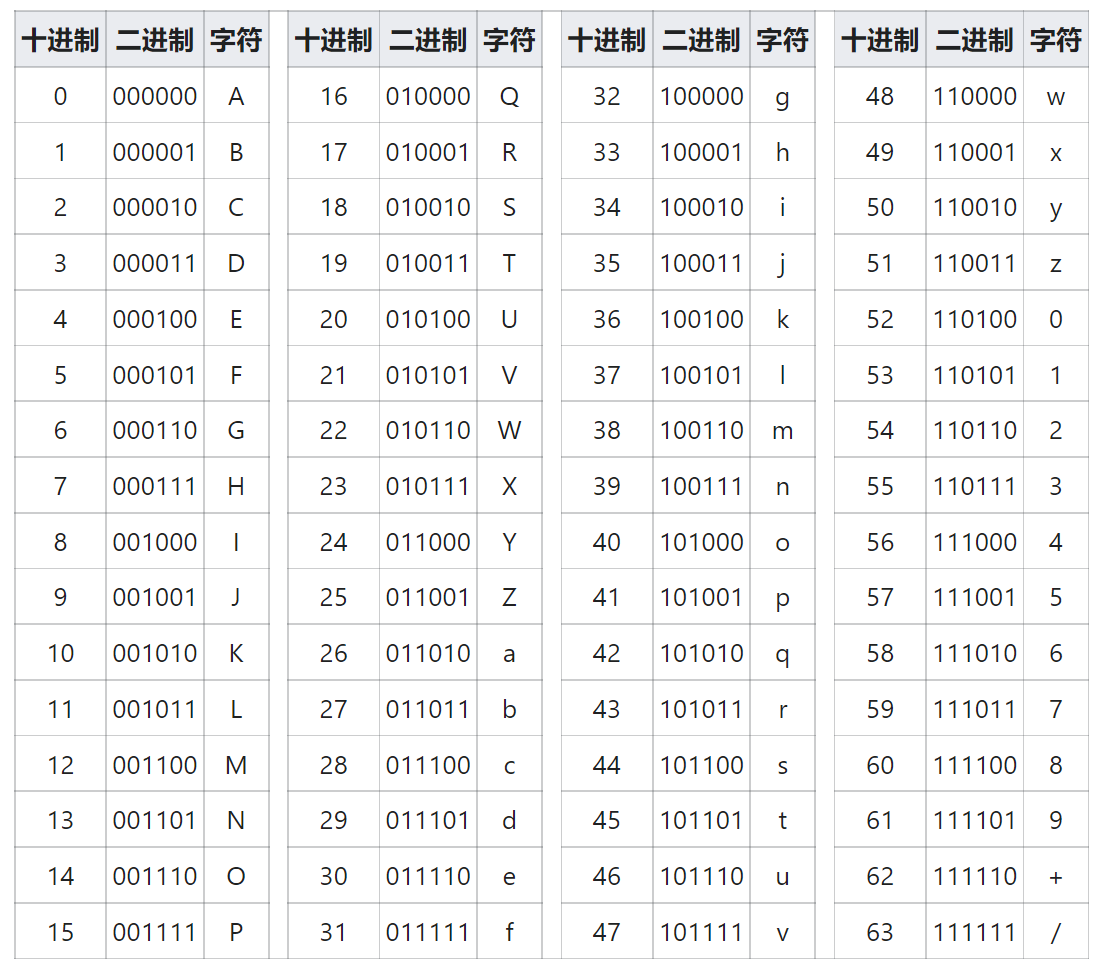 十进制 二进制 字符 十进制 二进制 字符 十进制 二进制 字符 十进制 二进制 字符
0 000000 A 16 010000 Q 32 100000 g 48 110000 w
1 000001 B 17 010001 R 33 100001 h 49 110001 x
2 000010 C 18 010010 S 34 100010 i 50 110010 y
3 000011 D 19 010011 T 35 100011 j 51 110011 z
4 000100 E 20 010100 U 36 100100 k 52 110100 0
5 000101 F 21 010101 V 37 100101 l 53 110101 1
6 000110 G 22 010110 W 38 100110 m 54 110110 2
7 000111 H 23 010111 X 39 100111 n 55 110111 3
8 001000 I 24 011000 Y 40 101000 o 56 111000 4
9 001001 J 25 011001 Z 41 101001 p 57 111001 5
10 001010 K 26 011010 a 42 101010 q 58 111010 6
11 001011 L 27 011011 b 43 101011 r 59 111011 7
12 001100 M 28 011100 c 44 101100 s 60 111100 8
13 001101 N 29 011101 d 45 101101 t 61 111101 9
14 001110 O 30 011110 e 46 101110 u 62 111110 +
15 001111 P 31 011111 f 47 101111 v 63 111111 /